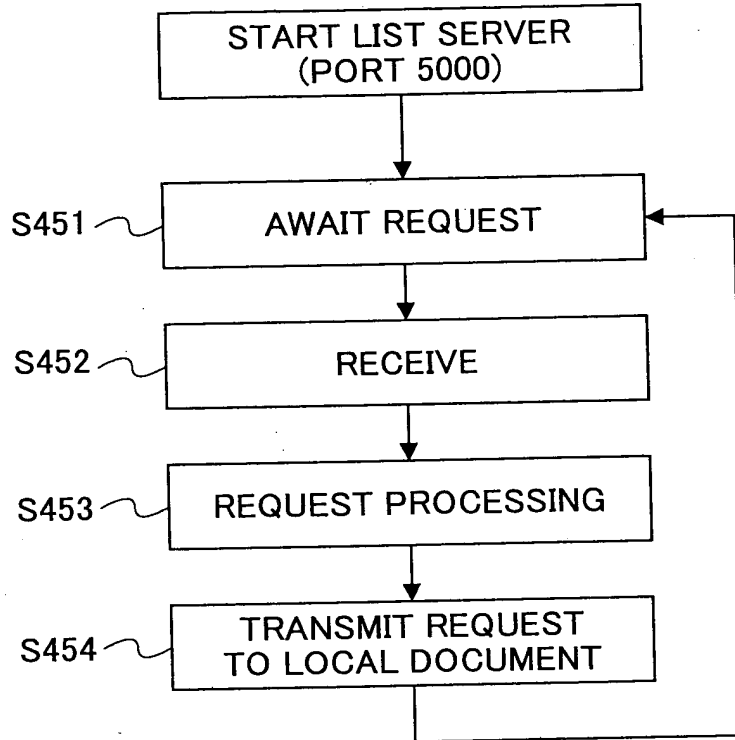 START LIST SERVER
(PORT 5000)
S451
AWAIT REQUEST
S452
RECEIVE
S453
REQUEST PROCESSING
S454
TRANSMIT REQUEST
TO LOCAL DOCUMENT